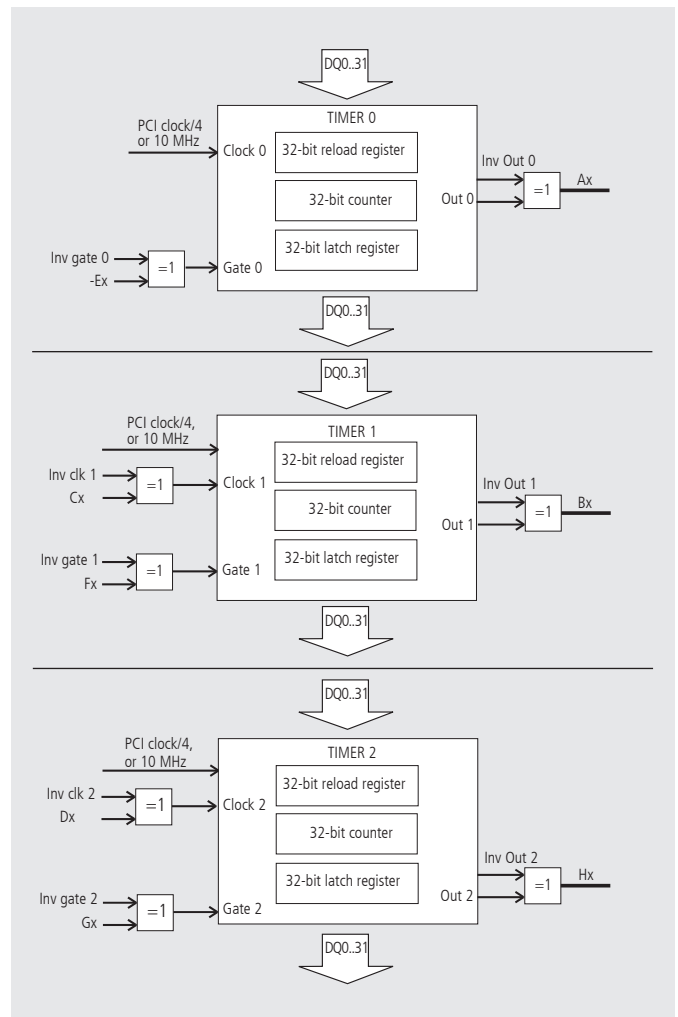 DQ0..31
TIMER 0
PCI clock/4
or 10 MHz
Clock 0
32-bit reload register
Inv Out 0
Ax
=1
32-bit counter
Out 0
32-bit latch register
Inv gate 0
=1
-Ex
Gate 0
DQ0..31
DQ0..31
PCI clock/4,
or 10 MHz
TIMER 1
32-bit reload register
Inv clk 1
=1
Cx
Clock 1
Inv Out 1
Bx
=1
32-bit counter
Out 1
Inv gate 1
=1
Fx
Gate 1
32-bit latch register
DQ0..31
DQ0..31
PCI clock/4,
or 10 MHz
TIMER 2
32-bit reload register
Inv clk 2
=1
Dx
Clock 2
32-bit counter
Inv Out 2
Hx
=1
32-bit latch register
Out 2
Inv gate 2
=1
Gx
Gate 2
DQ0..31